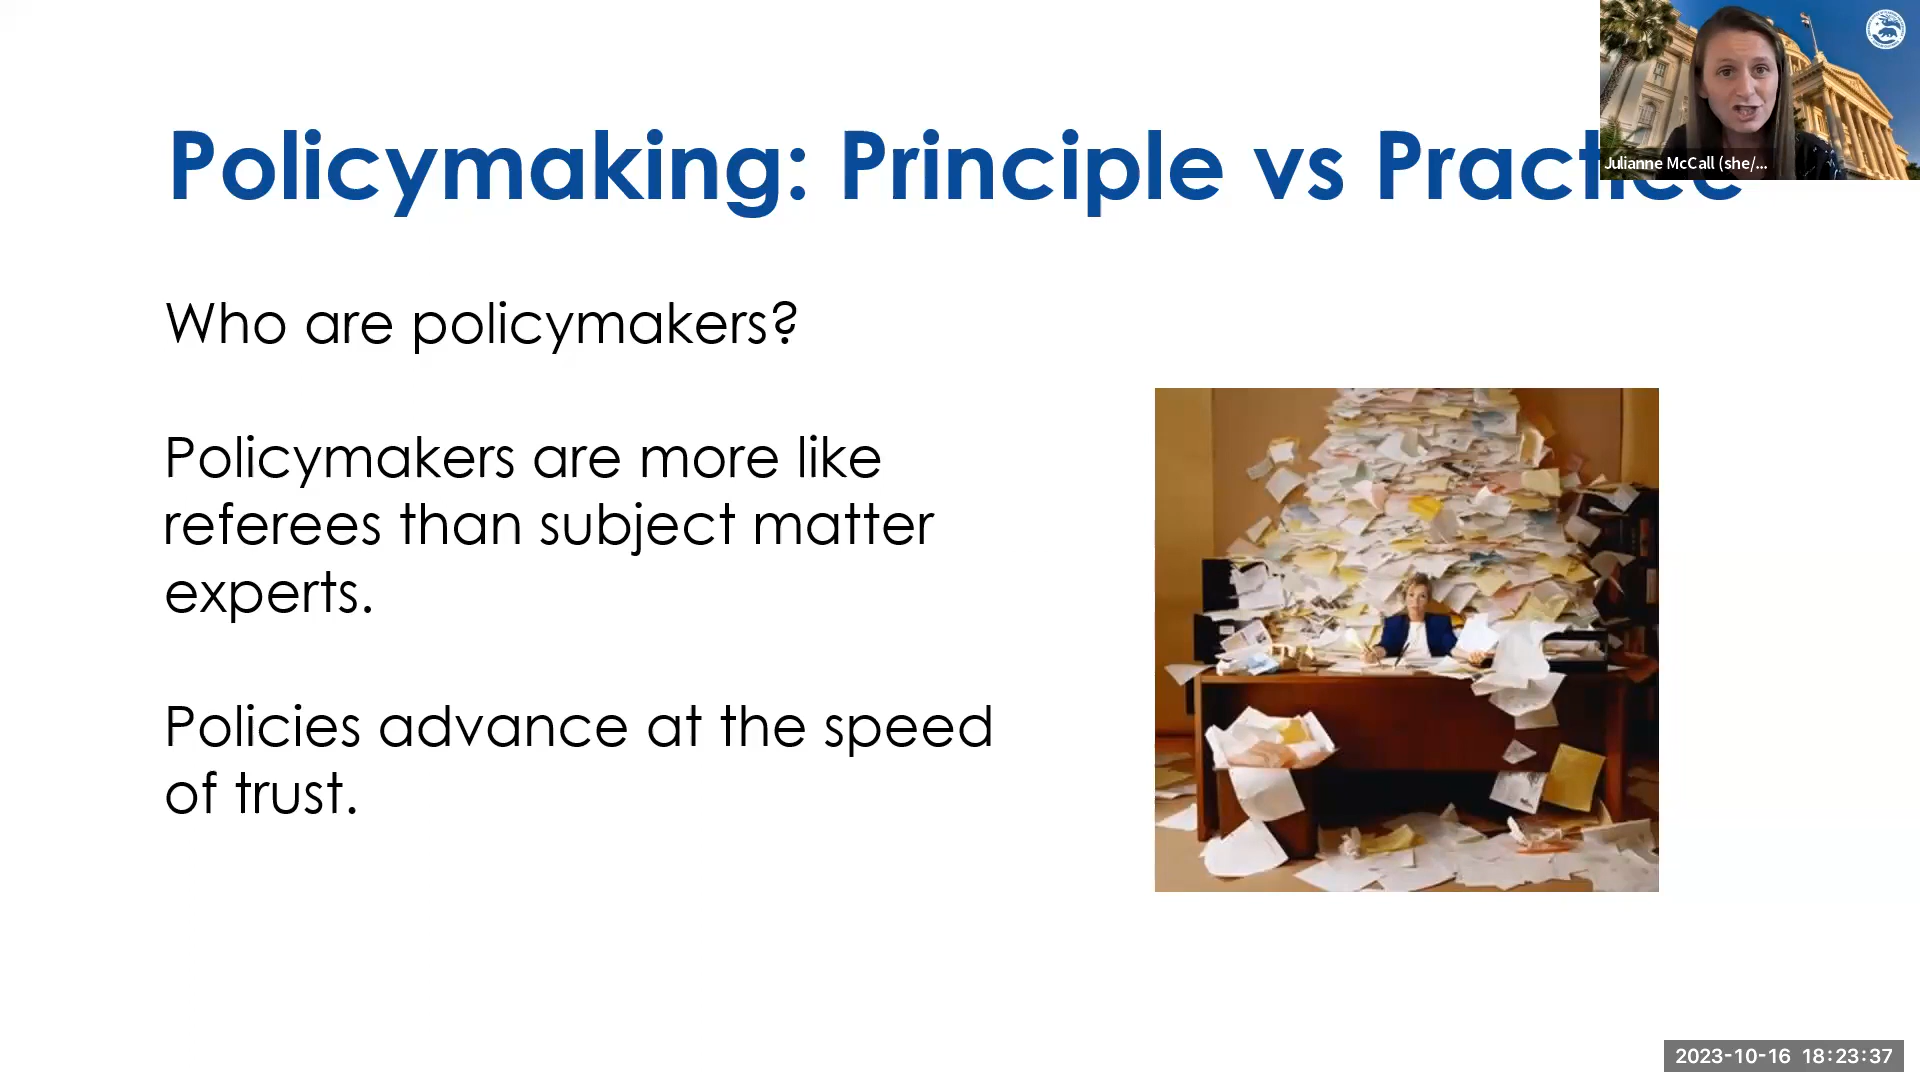 Policymaking: Principle vs Practice
Julianne McCall (she/...
Who are policymakers?
Policymakers are more like
referees than subject matter
experts.
Policies advance at the speed
of trust.
2023-10-16 18:23:37